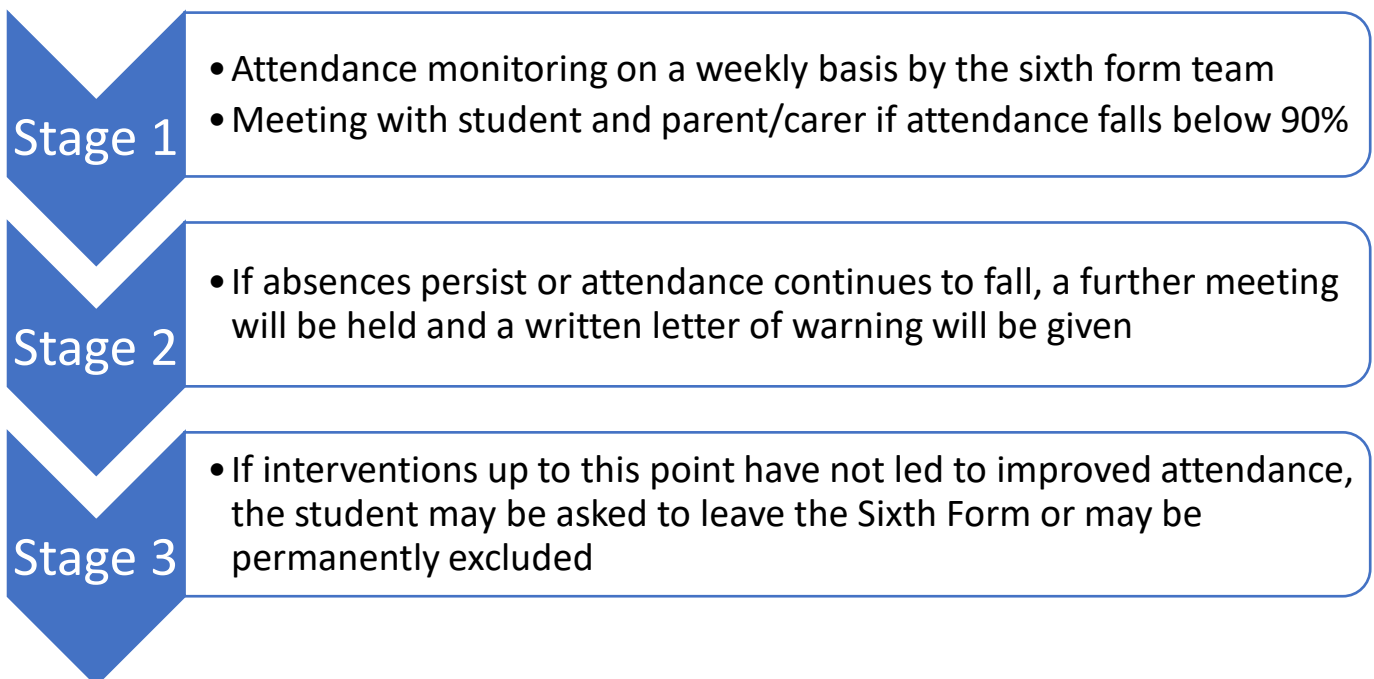 Stage 1
•Attendance monitoring on a weekly basis by the sixth form team
•Meeting with student and parent/carer if attendance falls below 90%
Stage 2
•If absences persist or attendance continues to fall, a further meeting
will be held and a written letter of warning will be given
Stage 3
•If interventions up to this point have not led to improved attendance,
the student may be asked to leave the Sixth Form or may be
permanently excluded